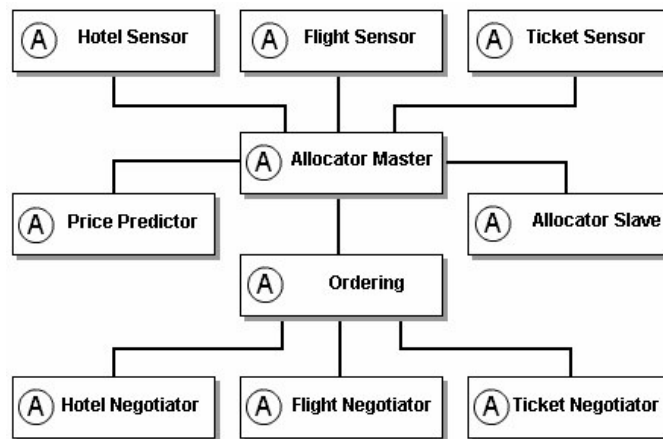 A Hotel Sensor
A Flight Sensor
A Ticket Sensor
A Allocator Master
A Price Predictor
A Allocator Slave
A Ordering
A Hotel Negotiator
A Flight Negotiator
A Ticket Negotiator